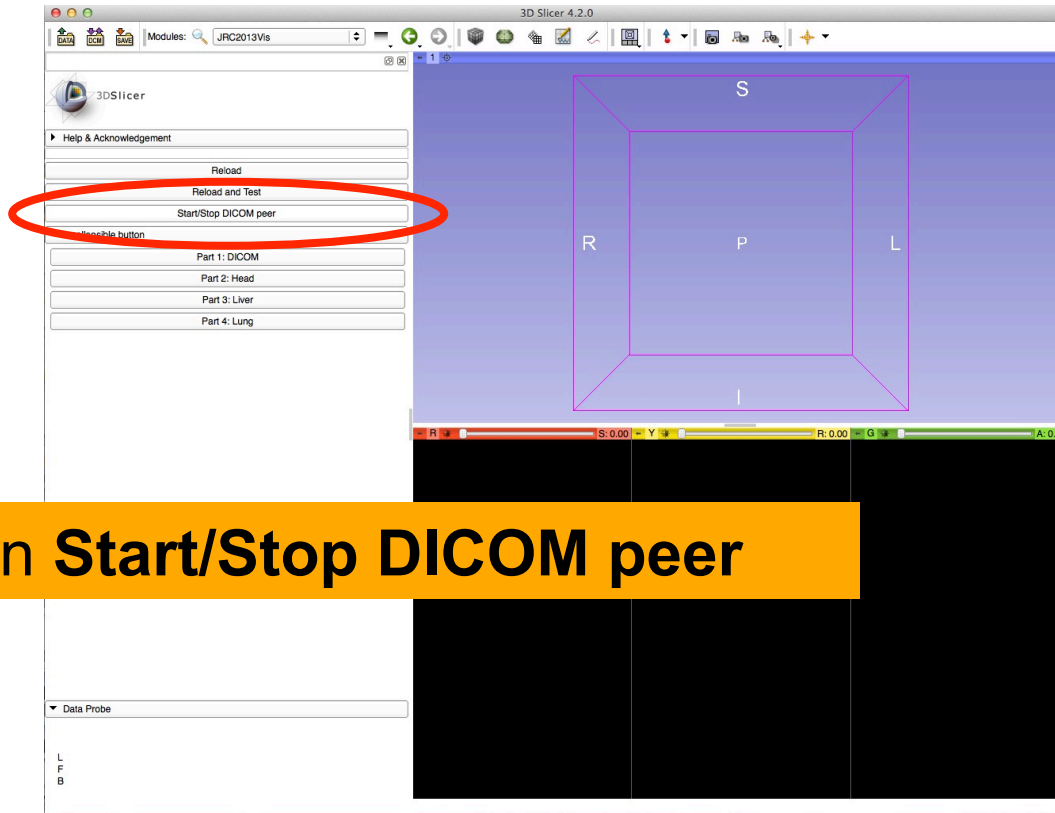 3D Slicer 4.2.0
DATA DCM SAVE Modules: JRC2013Vis
1
3DSlicer
Help & Acknowledgement
Reload
Reload and Test
Start/Stop DICOM peer
button
Part 1: DICOM
Part 2: Head
Part 3: Liver
Part 4: Lung
S
R P L
I
R S: 0.00 Y R: 0.00 G A: 0.
n Start/Stop DICOM peer
Data Probe
L
F
B